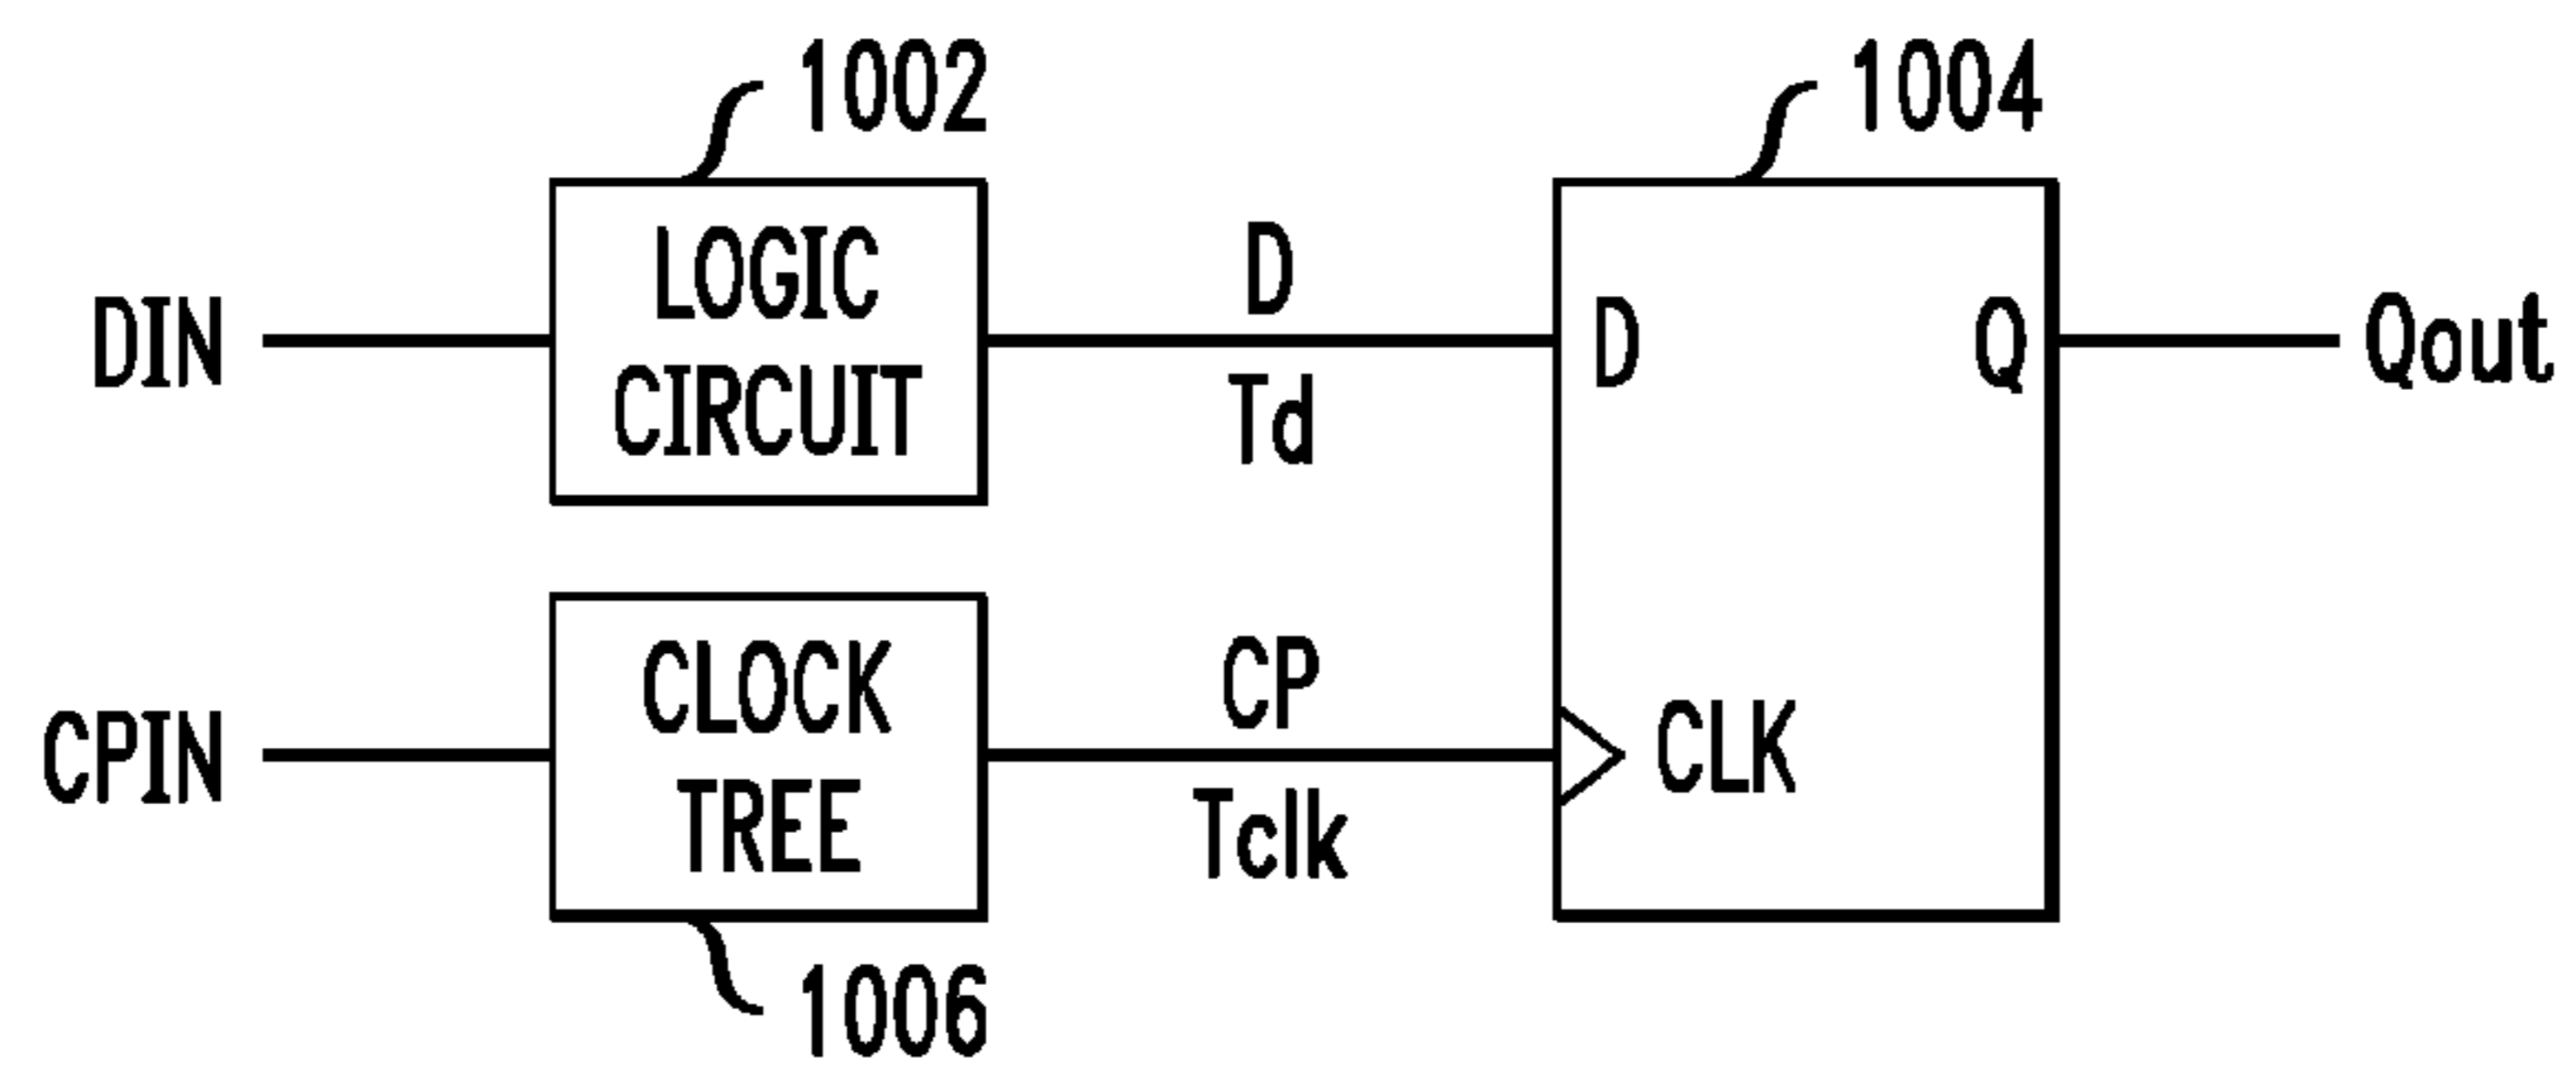 1002
1004
LOGIC
CIRCUIT
DIN
D
Td
D
Q
Qout
CLOCK
TREE
CPIN
CP
Tclk
CLK
1006